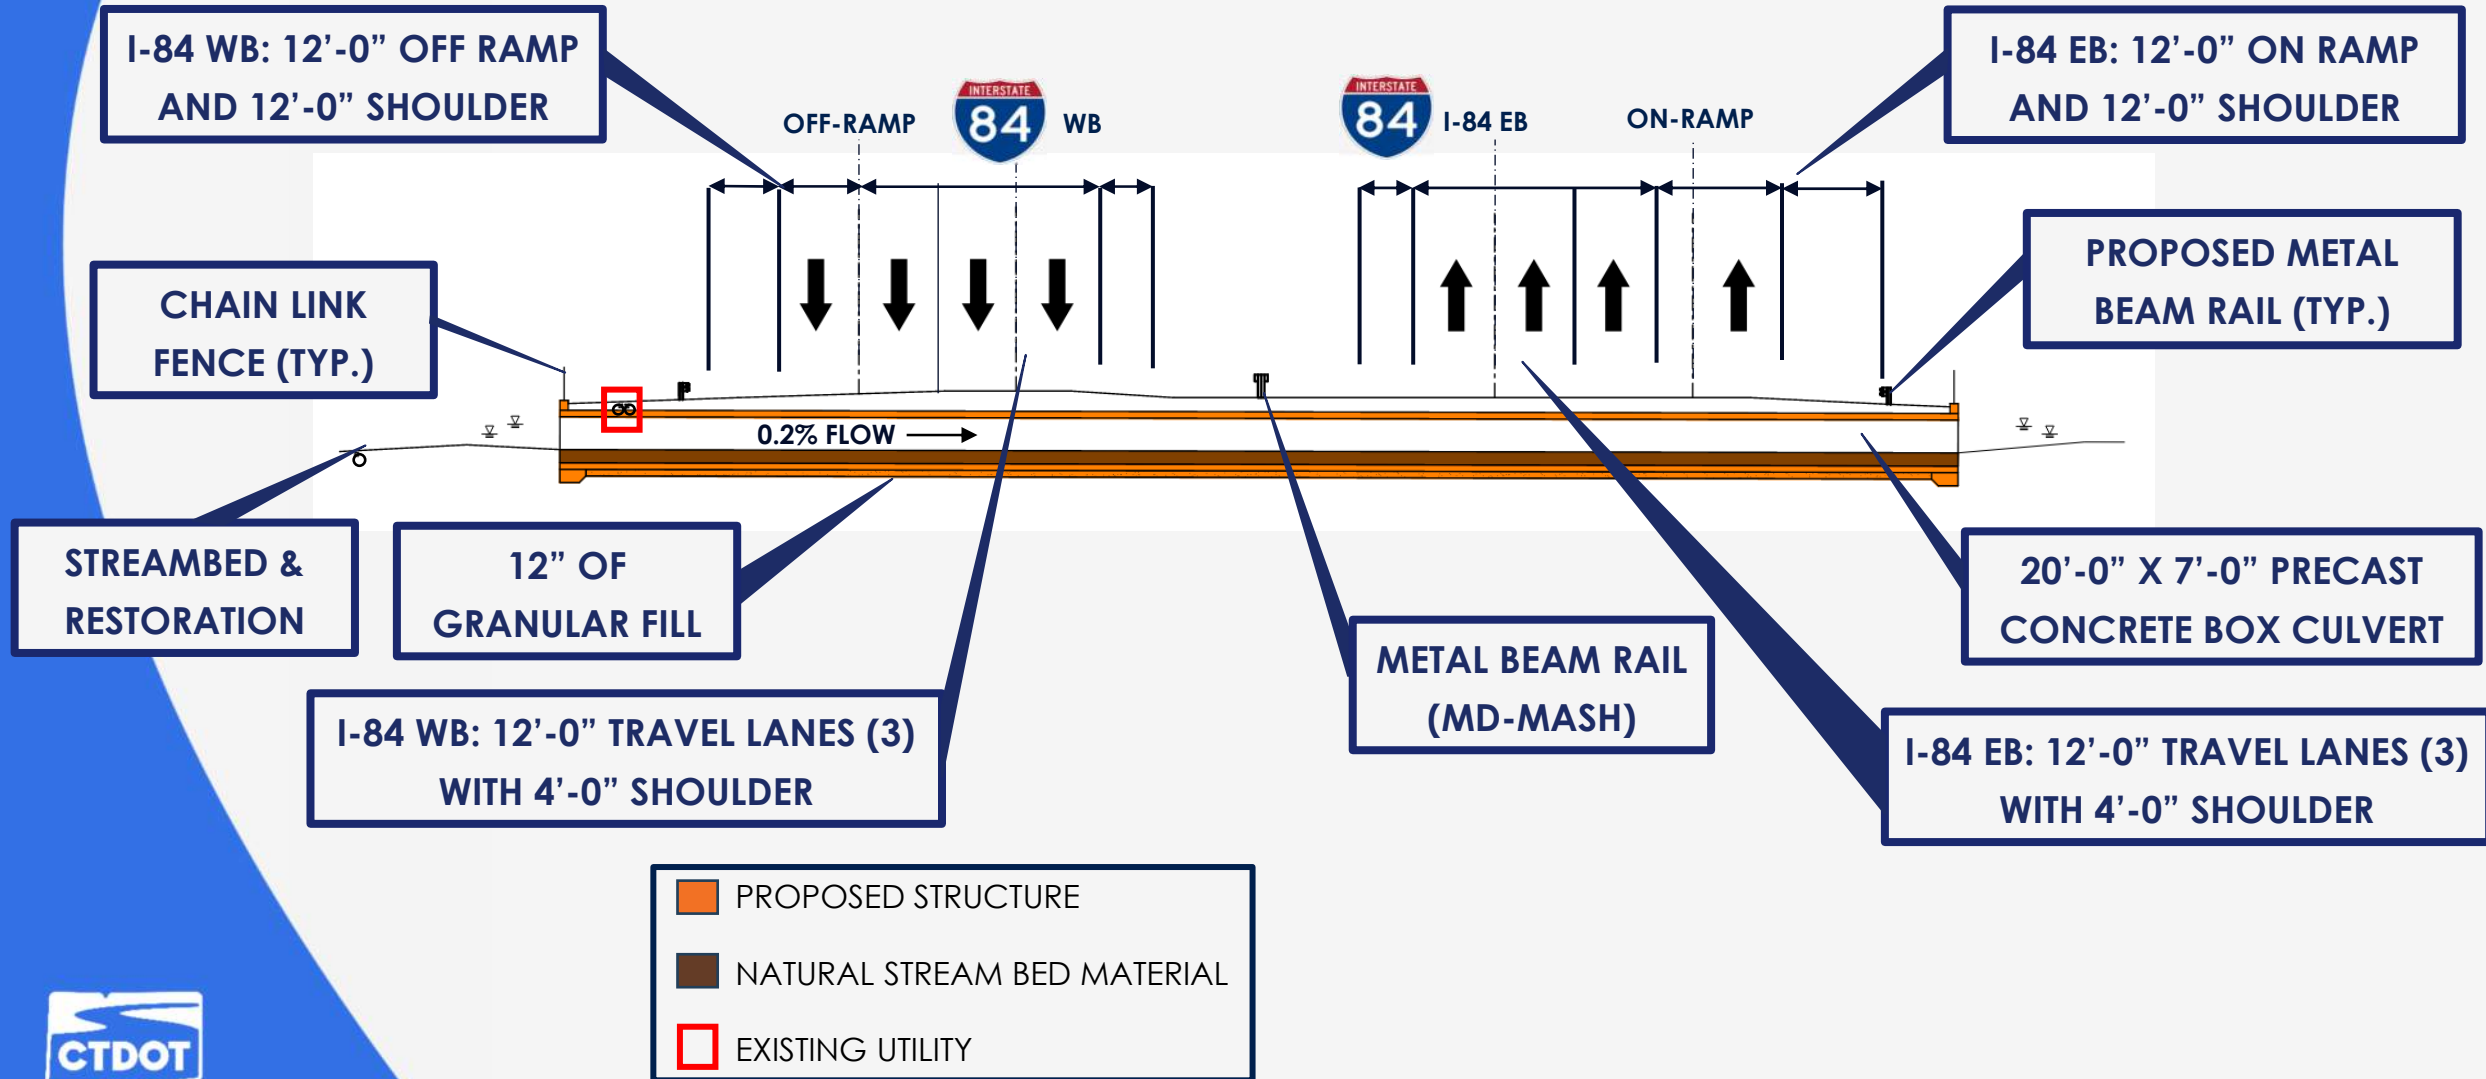 I-84 WB: 12’-0” OFF RAMP
AND 12’-0” SHOULDER
OFF-RAMP
INTERSTATE
84
WB
INTERSTATE
84
I-84 EB
ON-RAMP
I-84 EB: 12’-0” ON RAMP
AND 12’-0” SHOULDER
CHAIN LINK
FENCE (TYP.)
PROPOSED METAL
BEAM RAIL (TYP.)
0.2% FLOW
STREAMBED &
RESTORATION
12” OF
GRANULAR FILL
20’-0” X 7’-0” PRECAST
CONCRETE BOX CULVERT
METAL BEAM RAIL
(MD-MASH)
I-84 WB: 12’-0” TRAVEL LANES (3)
WITH 4’-0” SHOULDER
I-84 EB: 12’-0” TRAVEL LANES (3)
WITH 4’-0” SHOULDER
PROPOSED STRUCTURE
NATURAL STREAM BED MATERIAL
EXISTING UTILITY
CTDOT